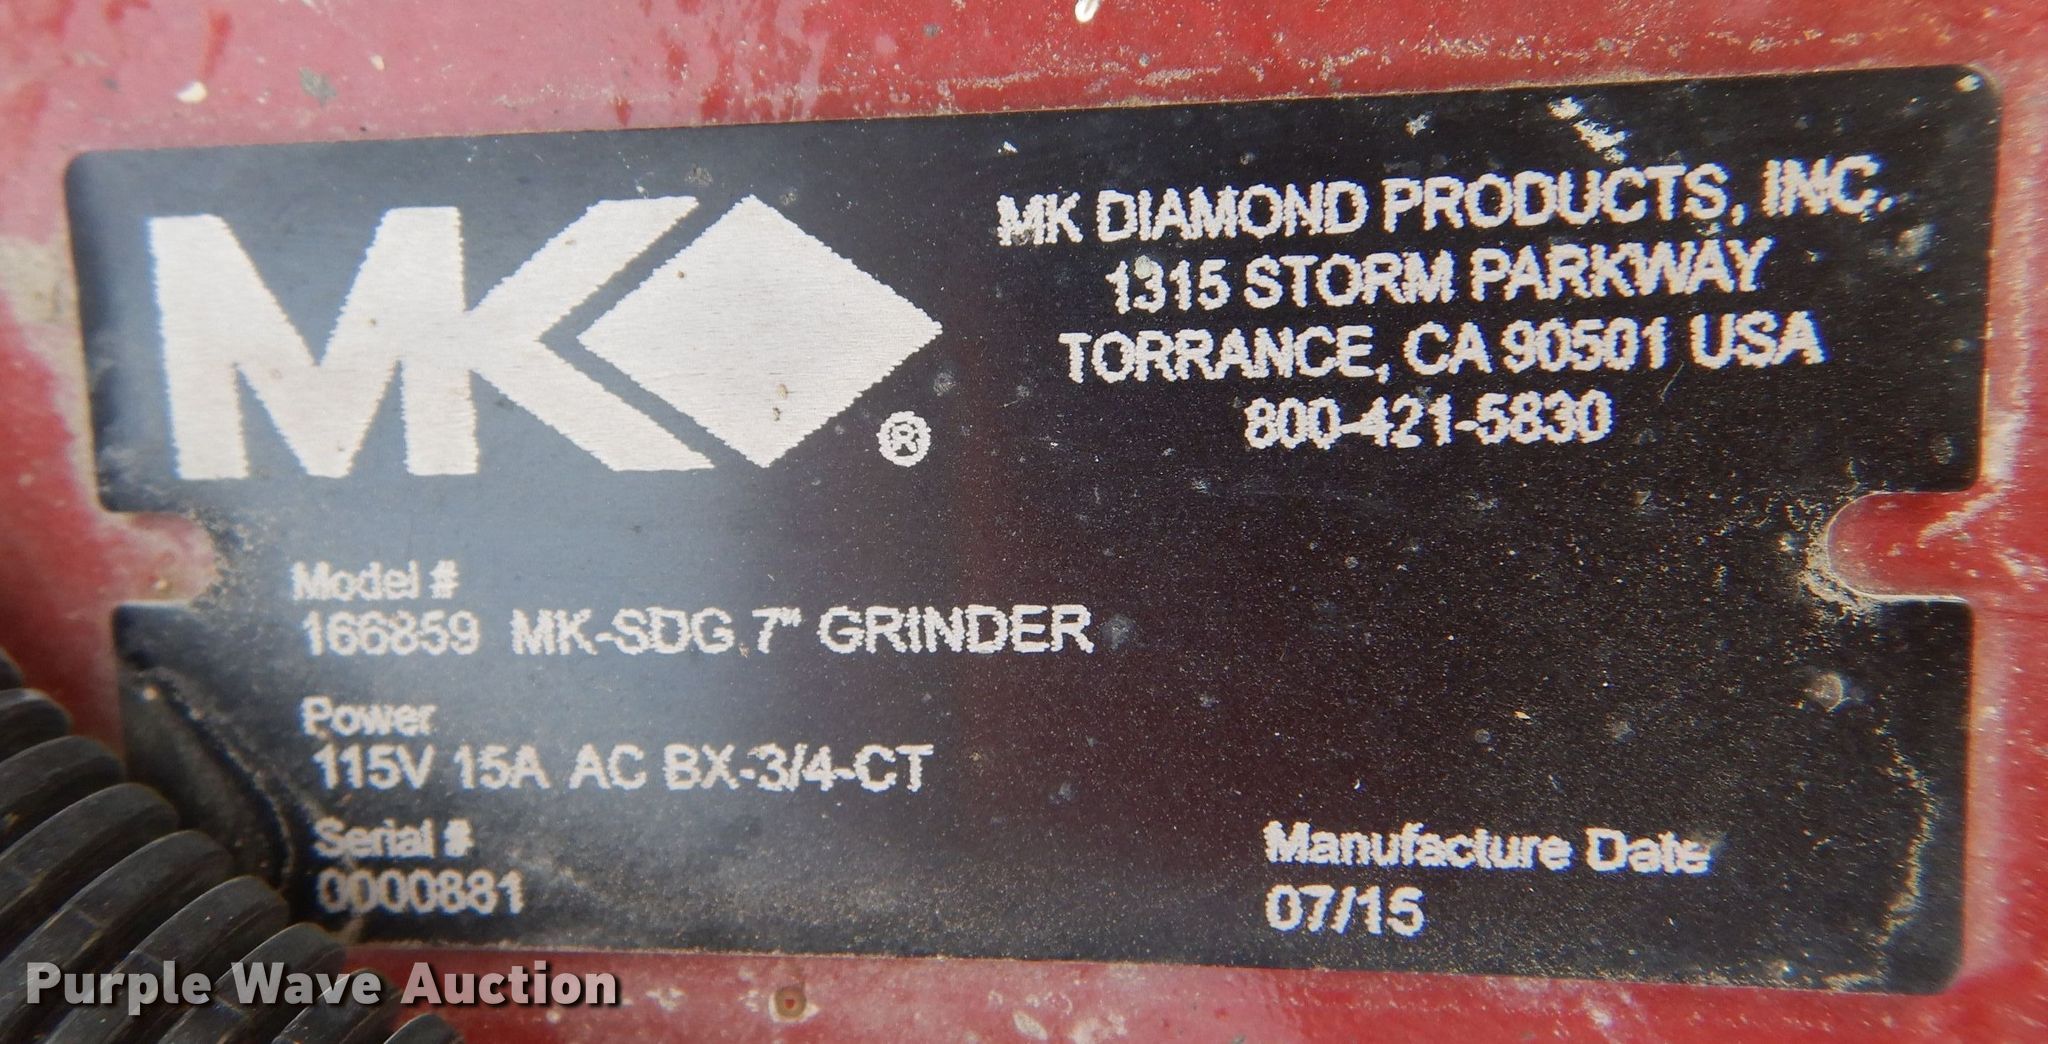 MK®
MK DIAMOND PRODUCTS, INC.
1315 STORM PARKWAY
TORRANCE, CA 90501 USA
800-421-5830
Model #
166859 MK-SDG 7" GRINDER
Power
115V 15A AC BX-3/4-CT
Serial #
0000881
Manufacture Date
07/15
Purple Wave Auction